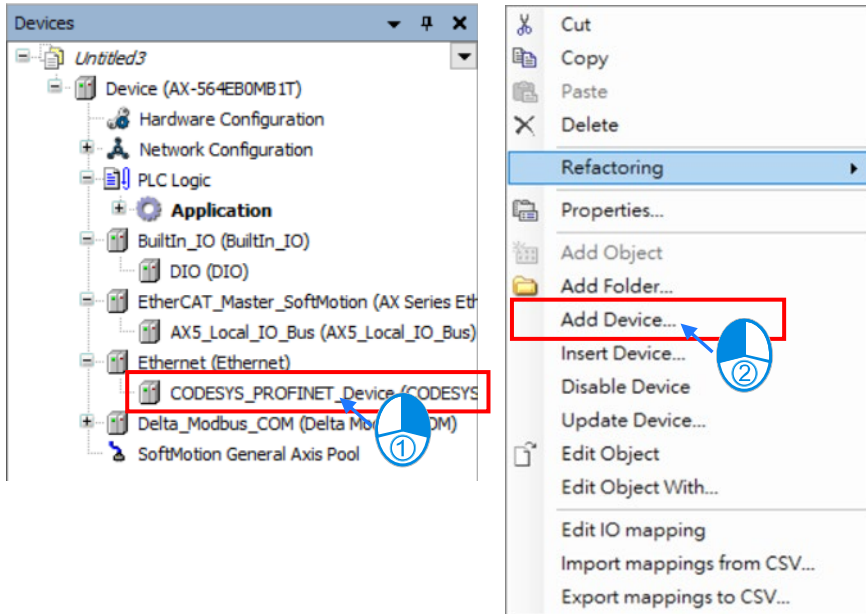 Devices
Untitled3
Device (AX-564EB0MB1T)
Hardware Configuration
Network Configuration
PLC Logic
Application
BuiltIn_IO (BuiltIn_IO)
DIO (DIO)
EtherCAT_Master_SoftMotion (AX Series Eth
AX5_Local_IO_Bus (AX5_Local_IO_Bus)
Ethernet (Ethernet)
CODESYS_PROFINET_Device (CODESYS
Delta_Modbus_COM (Delta Mo OM)
SoftMotion General Axis Pool
①
Cut
Copy
Paste
Delete
Refactoring
Properties...
Add Object
Add Folder...
Add Device...
Insert Device...
②
Disable Device
Update Device...
Edit Object
Edit Object With...
Edit IO mapping
Import mappings from CSV...
Export mappings to CSV...